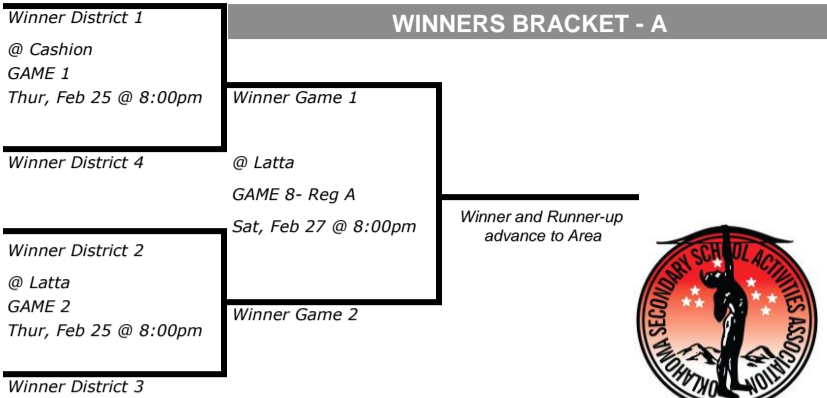 WINNERS BRACKET - A
Winner District 1
@ Cashion
GAME 1
Thur, Feb 25 @ 8:00pm
Winner District 4
Winner District 2
@ Latta
GAME 2
Thur, Feb 25 @ 8:00pm
Winner District 3
Winner Game 1
@ Latta
GAME 8- Reg A
Sat, Feb 27 @ 8:00pm
Winner Game 2
Winner and Runner-up
advance to Area
OKLAHOMA SECONDARY SCHOOL ACTIVITIES ASSOCIATION